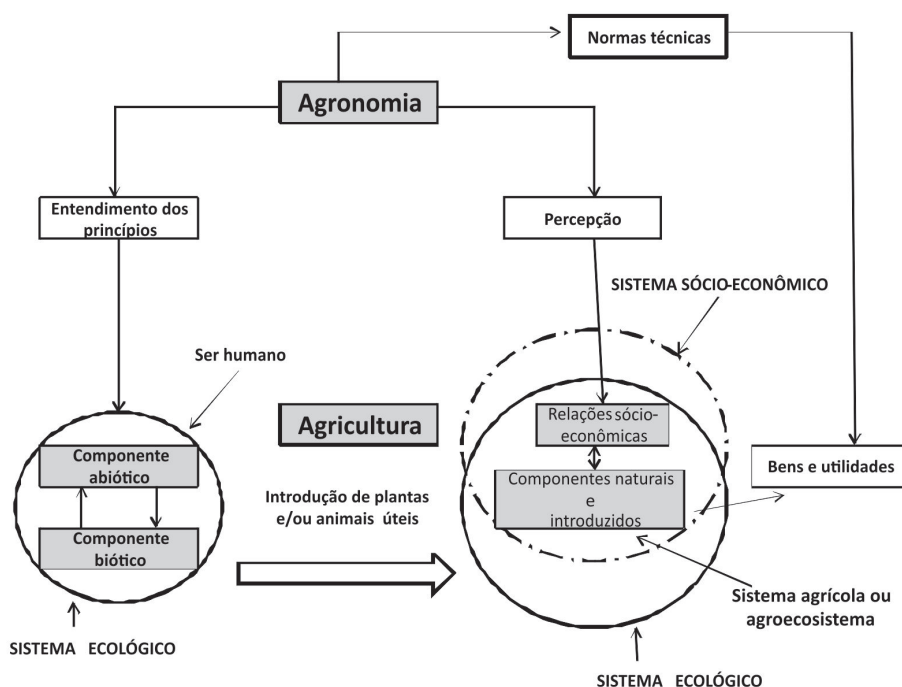 Normas técnicas
Agronomia
Entendimento dos
princípios
Percepção
SISTEMA SÓCIO-ECONÔMICO
Ser humano
Agricultura
Relações sócio-
econômicas
Componente
abiótico
Componentes naturais
e
introduzidos
Bens e utilidades
Introdução de plantas
e/ou animais úteis
Componente
biótico
Sistema agrícola ou
agroecosistema
SISTEMA ECOLÓGICO
SISTEMA ECOLÓGICO